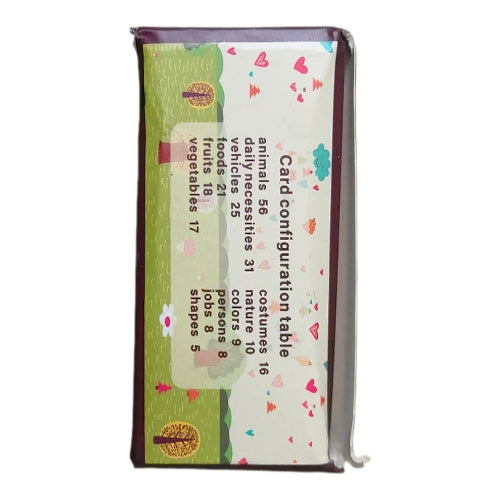 Card configuration table
animals 56
daily necessities 31
vehicles 25
foods 21
fruits 18
vegetables 17
costumes 16
nature 10
colors 9
persons 8
jobs 8
shapes 5